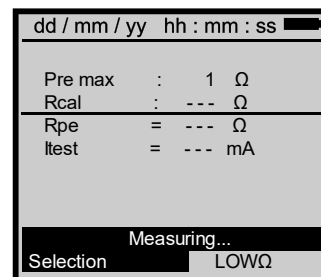 dd / mm / yy hh : mm : ss
Pre max : 1 Ω
Rcal : - - - Ω
Rpe = - - - Ω
Itest = - - - mA
Measuring...
Selection LOWΩ